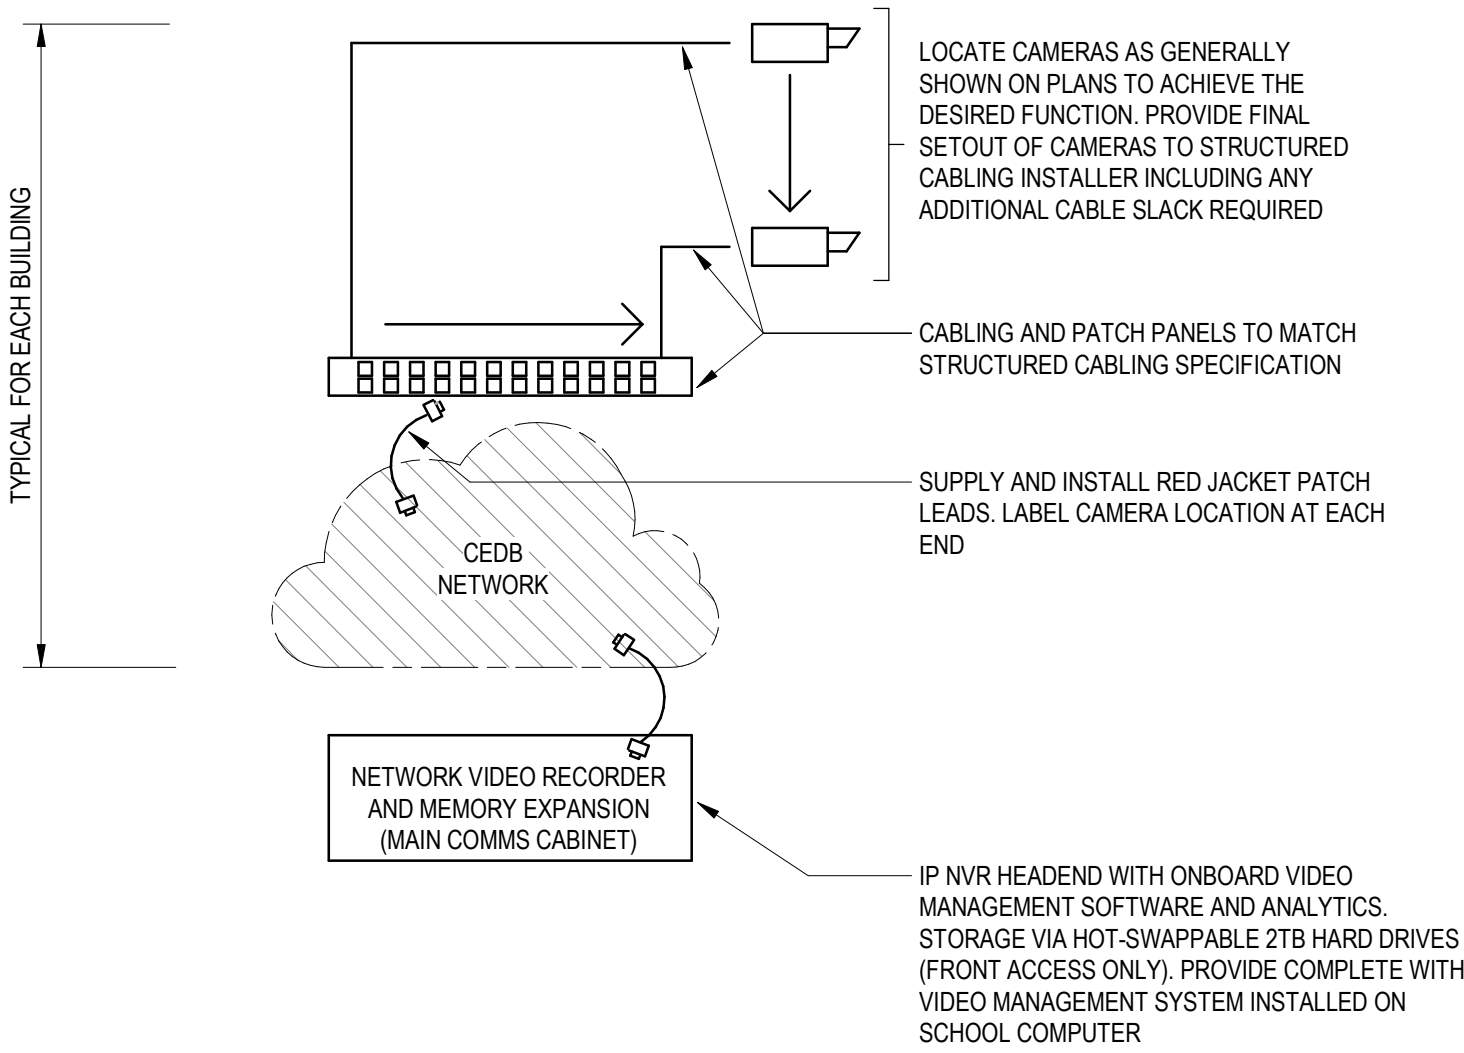 TYPICAL FOR EACH BUILDING
LOCATE CAMERAS AS GENERALLY
SHOWN ON PLANS TO ACHIEVE THE
DESIRED FUNCTION. PROVIDE FINAL
SETOUT OF CAMERAS TO STRUCTURED
CABLING INSTALLER INCLUDING ANY
ADDITIONAL CABLE SLACK REQUIRED
CABLING AND PATCH PANELS TO MATCH
STRUCTURED CABLING SPECIFICATION
SUPPLY AND INSTALL RED JACKET PATCH
LEADS. LABEL CAMERA LOCATION AT EACH
END
CEDB
NETWORK
NETWORK VIDEO RECORDER
AND MEMORY EXPANSION
(MAIN COMMS CABINET)
IP NVR HEADEND WITH ONBOARD VIDEO
MANAGEMENT SOFTWARE AND ANALYTICS.
STORAGE VIA HOT-SWAPPABLE 2TB HARD DRIVES
(FRONT ACCESS ONLY). PROVIDE COMPLETE WITH
VIDEO MANAGEMENT SYSTEM INSTALLED ON
SCHOOL COMPUTER